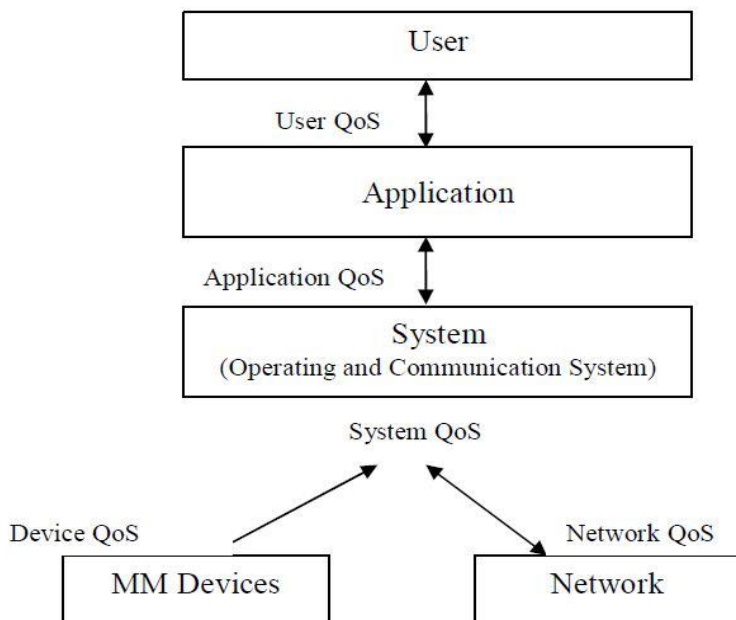 User
User QoS
Application
Application QoS
System
(Operating and Communication System)
System QoS
Device QoS
Network QoS
MM Devices
Network